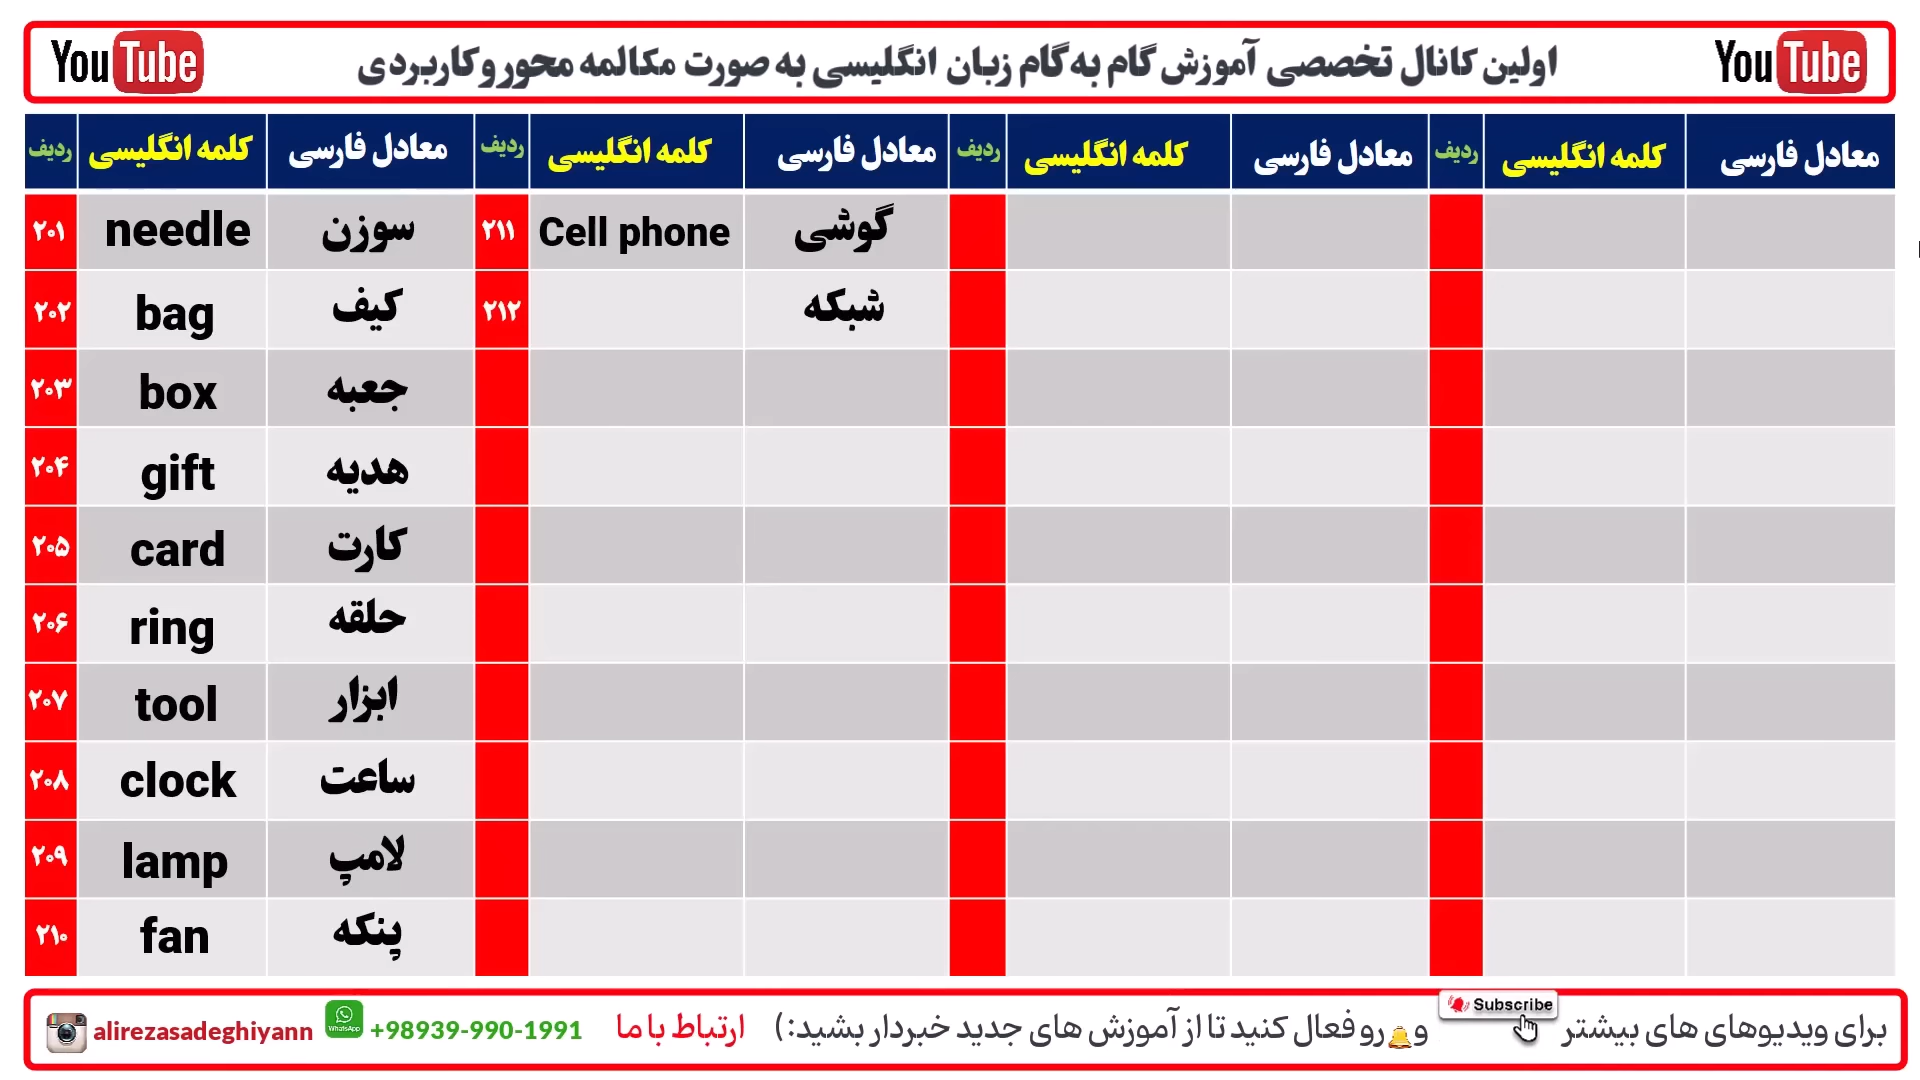 YouTube اولین کانال تخصصی آموزش گام به گام زبان انگلیسی به صورت مکالمه محور و کاربردی YouTube
ردیف کلمه انگلیسی معادل فارسی ردیف کلمه انگلیسی معادل فارسی ردیف کلمه انگلیسی معادل فارسی ردیف کلمه انگلیسی معادل فارسی
۲۰۱ needle سوزن ۲۱۱ Cell phone گوشی
۲۰۲ bag کیف ۲۱۲ شبکه
۲۰۳ box جعبه
۲۰۴ gift هدیه
۲۰۵ card کارت
۲۰۶ ring حلقه
۲۰۷ tool ابزار
۲۰۸ clock ساعت
۲۰۹ lamp لامپ
۲۱۰ fan پنکه
برای ویدیوهای های بیشتر Subscribe و رو فعال کنید تا از آموزش های جدید خبردار بشید:) ارتباط با ما +98939-990-1991 WhatsApp alirezasadeghiyann